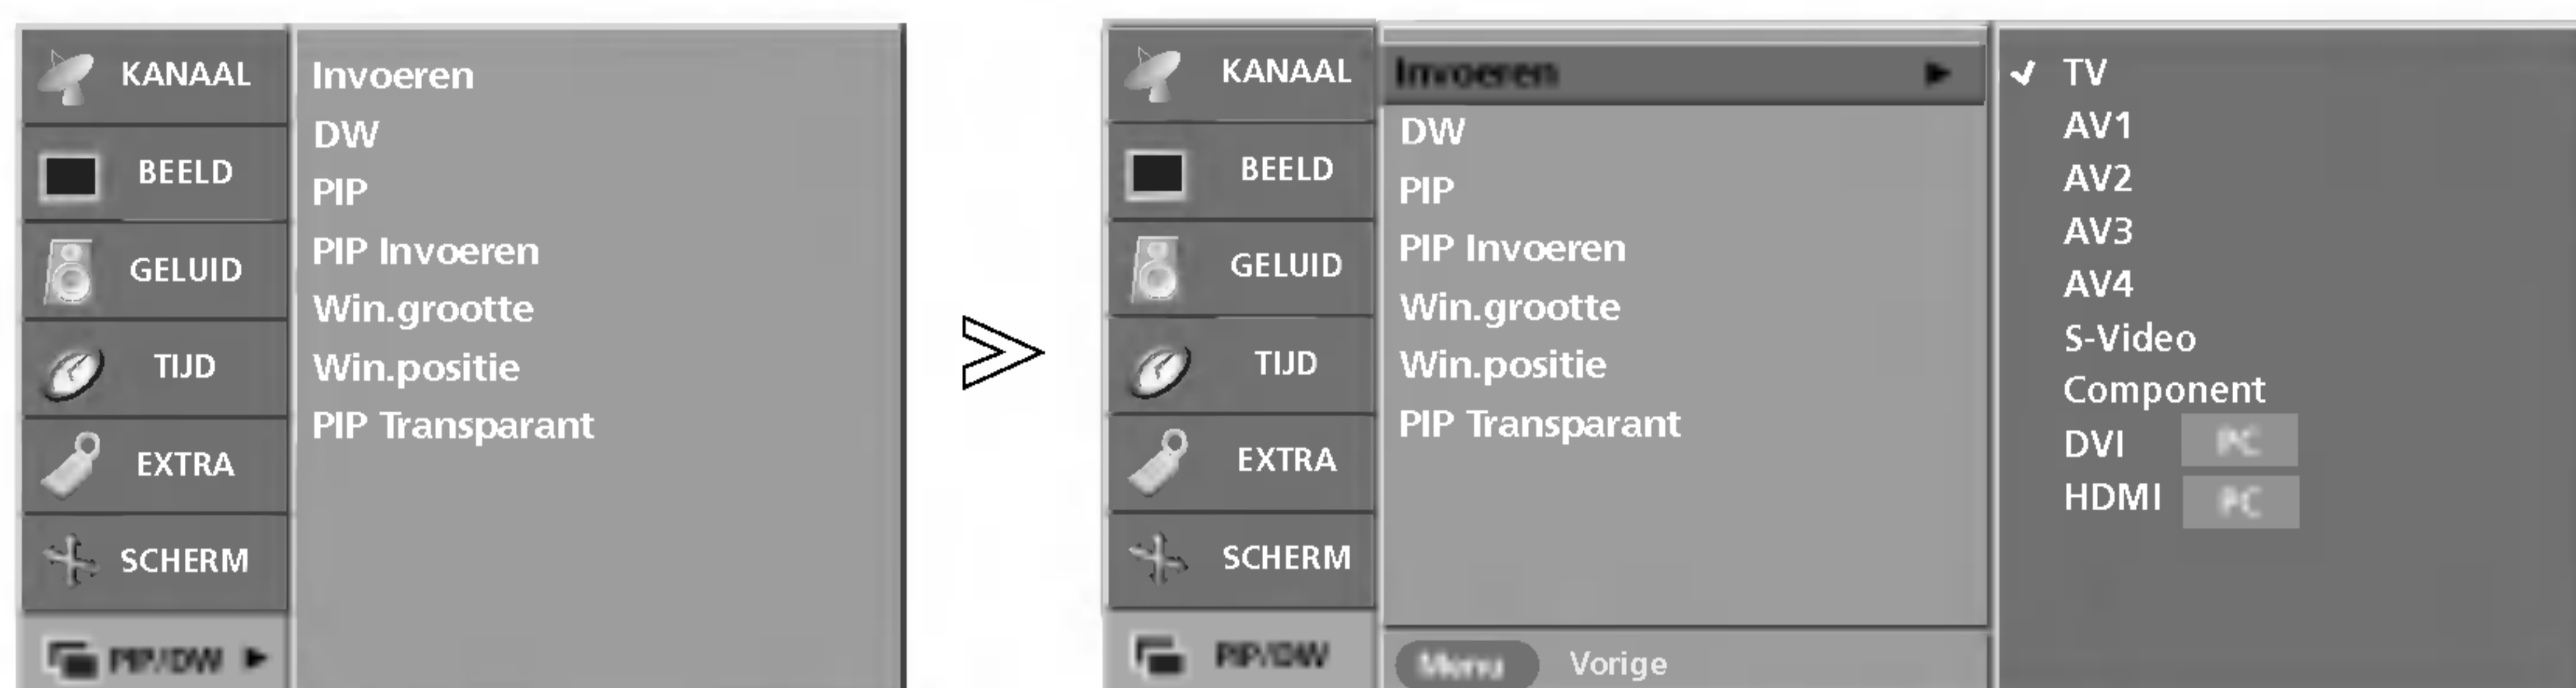 KANAAL
BEELD
GELUID
TIJD
EXTRA
SCHERM
PIP/DW
Invoeren
DW
PIP
PIP Invoeren
Win.grootte
Win.positie
PIP Transparant
KANAAL
BEELD
GELUID
TIJD
EXTRA
SCHERM
PIP/DW
Invoeren
DW
PIP
PIP Invoeren
Win.grootte
Win.positie
PIP Transparant
Menu Vorige
TV
AV1
AV2
AV3
AV4
S-Video
Component
DVI PC
HDMI PC